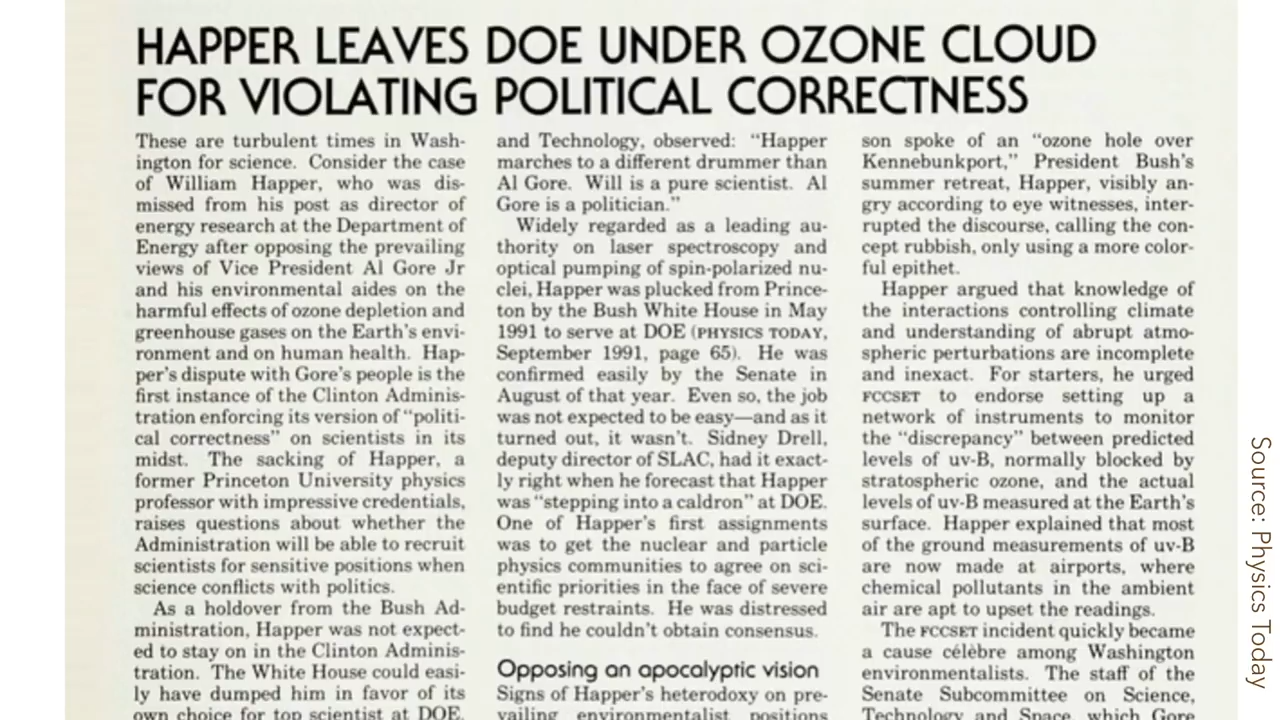 HAPPER LEAVES DOE UNDER OZONE CLOUD
FOR VIOLATING POLITICAL CORRECTNESS
These are turbulent times in Wash-
ington for science. Consider the case
of William Happer, who was dis-
missed from his post as director of
energy research at the Department of
Energy after opposing the prevailing
views of Vice President Al Gore Jr
and his environmental aides on the
harmful effects of ozone depletion and
greenhouse gases on the Earth's envi-
ronment and on human health. Hap-
per's dispute with Gore's people is the
first instance of the Clinton Adminis-
tration enforcing its version of "politi-
cal correctness" on scientists in its
midst. The sacking of Happer, a
former Princeton University physics
professor with impressive credentials,
raises questions about whether the
Administration will be able to recruit
scientists for sensitive positions when
science conflicts with politics.
As a holdover from the Bush Ad-
ministration, Happer was not expect-
ed to stay on in the Clinton Adminis-
tration. The White House could easi-
ly have dumped him in favor of its
own choice for top scientist at DOE.
and Technology, observed: "Happer
marches to a different drummer than
Al Gore. Will is a pure scientist. Al
Gore is a politician."
Widely regarded as a leading au-
thority on laser spectroscopy and
optical pumping of spin-polarized nu-
clei, Happer was plucked from Prince-
ton by the Bush White House in May
1991 to serve at DOE (PHYSICS TODAY,
September 1991, page 65). He was
confirmed easily by the Senate in
August of that year. Even so, the job
was not expected to be easy—and as it
turned out, it wasn't. Sidney Drell,
deputy director of SLAC, had it exact-
ly right when he forecast that Happer
was "stepping into a caldron" at DOE.
One of Happer's first assignments
was to get the nuclear and particle
physics communities to agree on sci-
entific priorities in the face of severe
budget restraints. He was distressed
to find he couldn't obtain consensus.
Opposing an apocalyptic vision
Signs of Happer's heterodoxy on pre-
vailing environmentalist positions
son spoke of an "ozone hole over
Kennebunkport," President Bush's
summer retreat, Happer, visibly an-
gry according to eye witnesses, inter-
rupted the discourse, calling the con-
cept rubbish, only using a more color-
ful epithet.
Happer argued that knowledge of
the interactions controlling climate
and understanding of abrupt atmo-
spheric perturbations are incomplete
and inexact. For starters, he urged
FCCSET to endorse setting up a
network of instruments to monitor
the "discrepancy" between predicted
levels of uv-B, normally blocked by
stratospheric ozone, and the actual
levels of uv-B measured at the Earth's
surface. Happer explained that most
of the ground measurements of uv-B
are now made at airports, where
chemical pollutants in the ambient
air are apt to upset the readings.
The FCCSET incident quickly became
a cause célèbre among Washington
environmentalists. The staff of the
Senate Subcommittee on Science,
Technology and Space, which Gore
Source: Physics Today